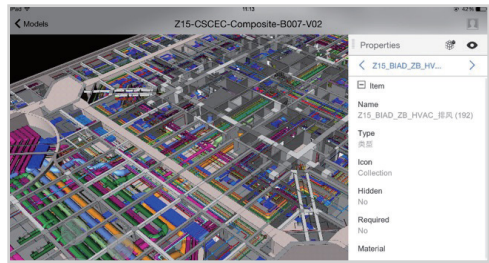 iPad
11:13
42%
Models
Z15-CSCEC-Composite-B007-V02
Properties
Z15_BIAD_ZB_HV...
Item
Name
Z15_BIAD_ZB_HVAC_排风 (192)
Type
类层
Icon
Collection
Hidden
No
Required
No
Material